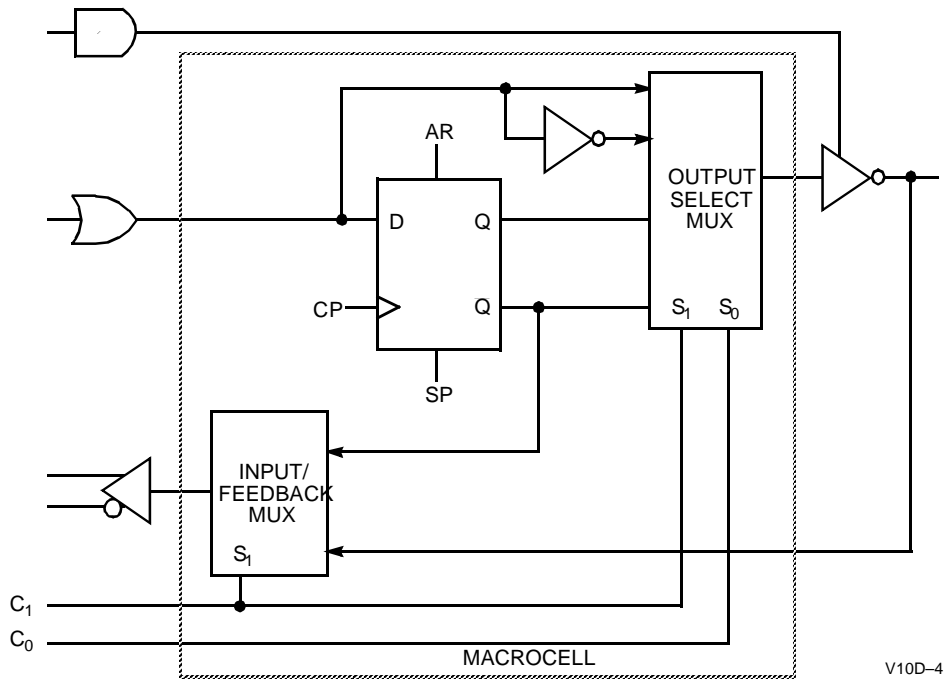 AR
OUTPUT
SELECT
MUX
D
Q
CP
Q
S1
S0
SP
INPUT/
FEEDBACK
MUX
S1
C1
C0
MACROCELL
V10D–4